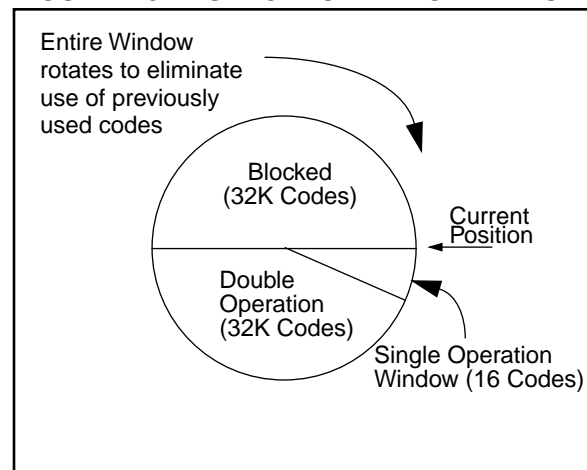 Entire Window
rotates to eliminate
use of previously
used codes
Blocked
(32K Codes)
Current
Position
Double
Operation
(32K Codes)
Single Operation
Window (16 Codes)